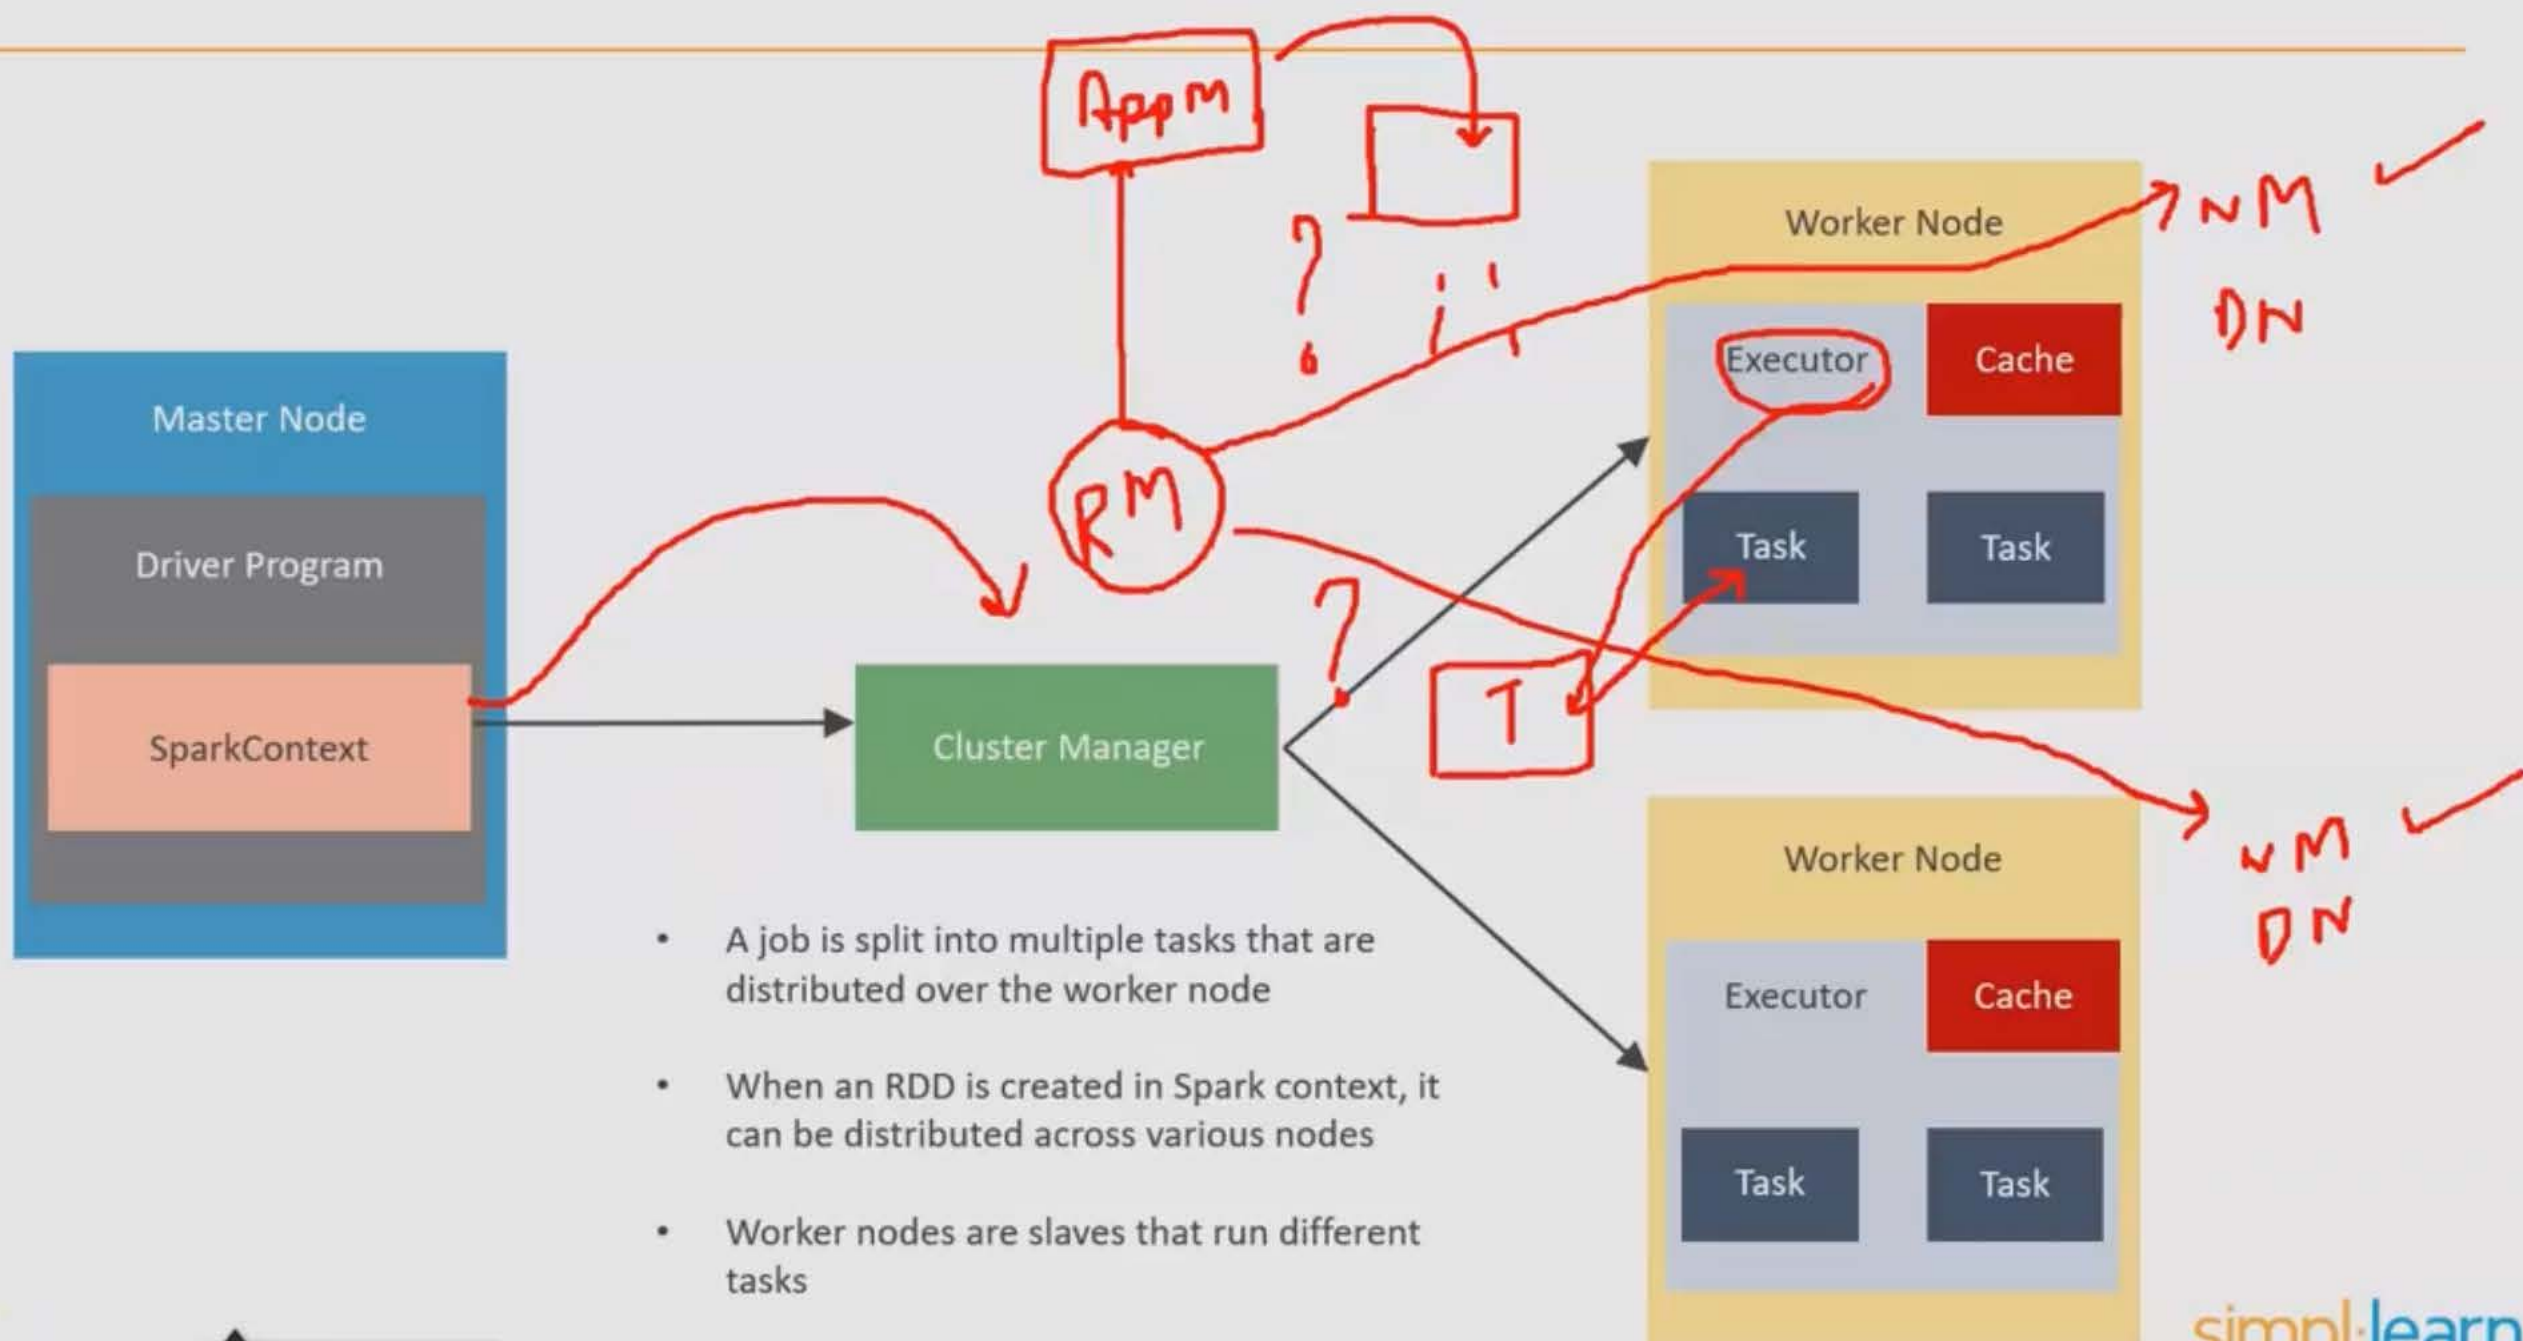 AppM
NM
DN
Worker Node
Executor
Cache
Master Node
RM
?
Driver Program
Task
Task
?
T
SparkContext
Cluster Manager
NM
DN
Worker Node
• A job is split into multiple tasks that are
distributed over the worker node
Executor
Cache
• When an RDD is created in Spark context, it
can be distributed across various nodes
Task
Task
• Worker nodes are slaves that run different
tasks
simplilearn